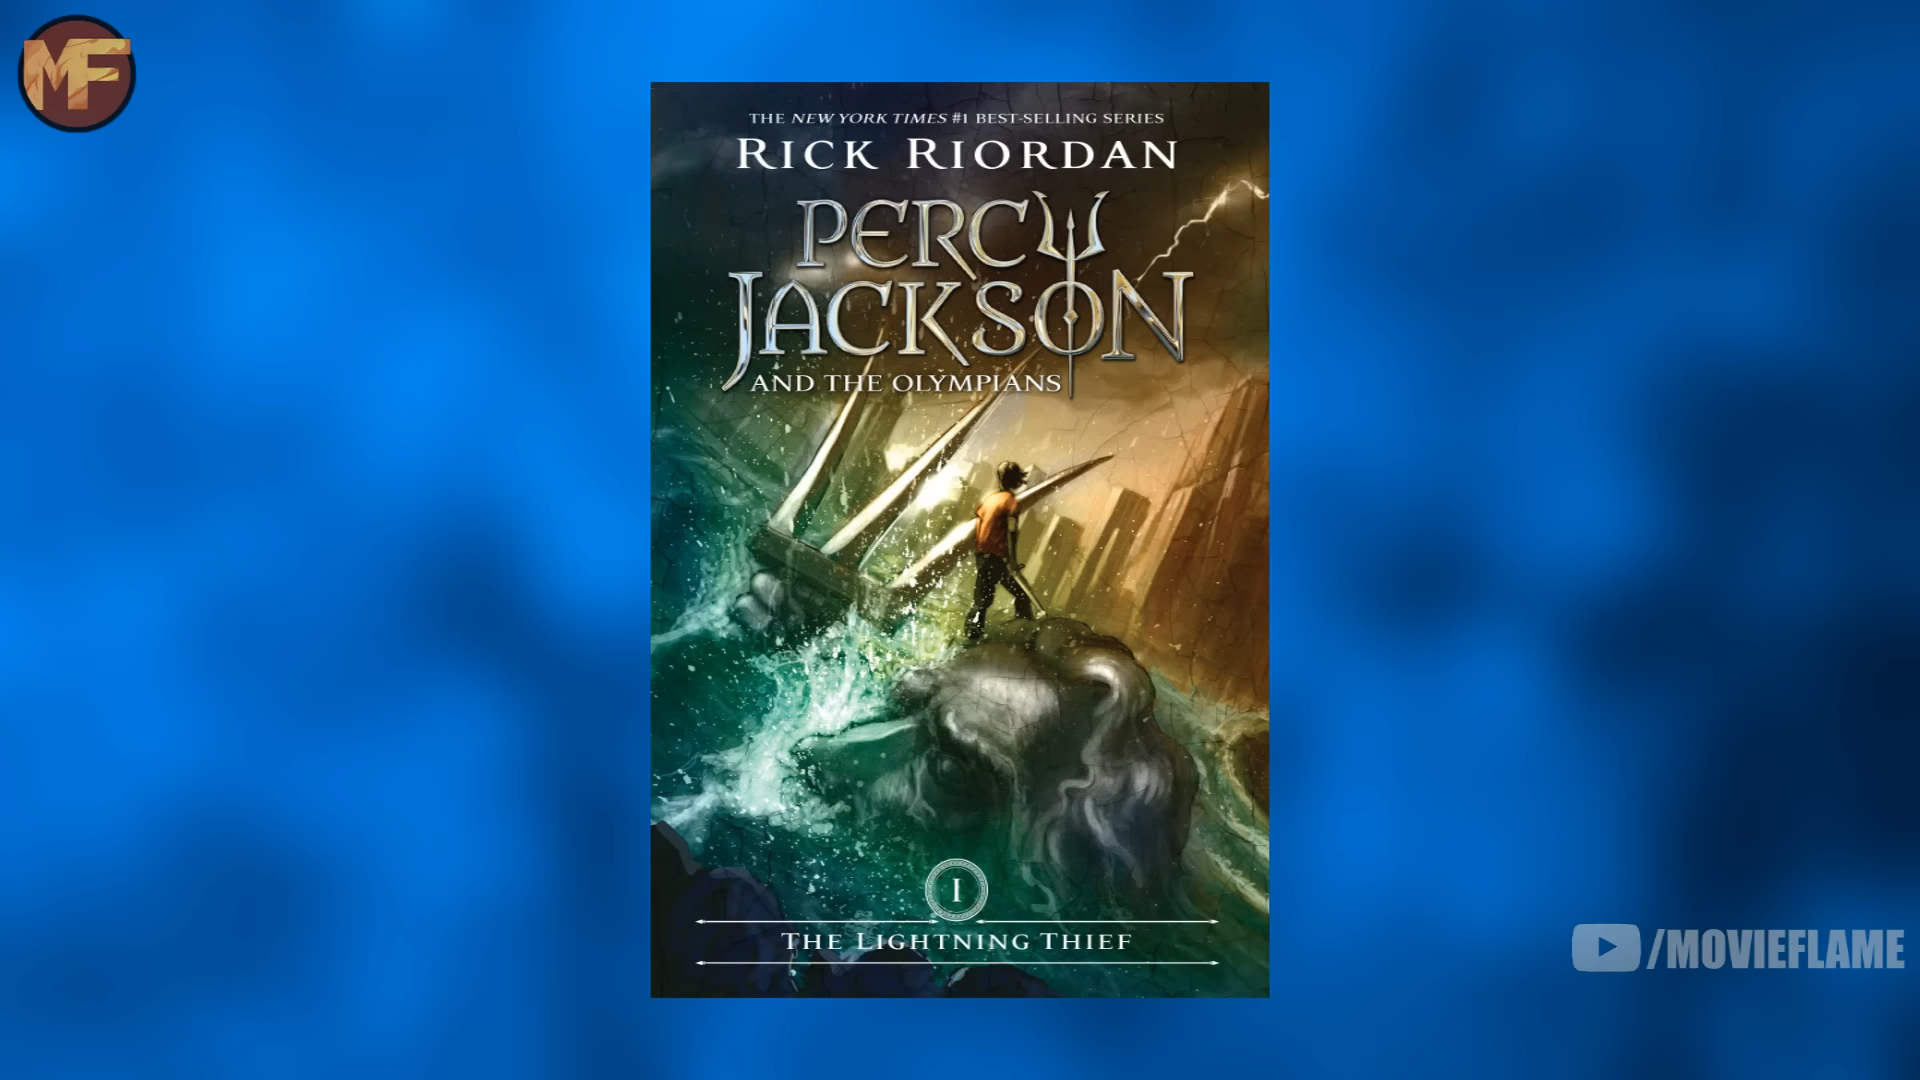 MF
THE NEW YORK TIMES #1 BEST-SELLING SERIES
RICK RIORDAN
PERCY
JACKSON
AND THE OLYMPIANS
I
THE LIGHTNING THIEF
/MOVIEFLAME